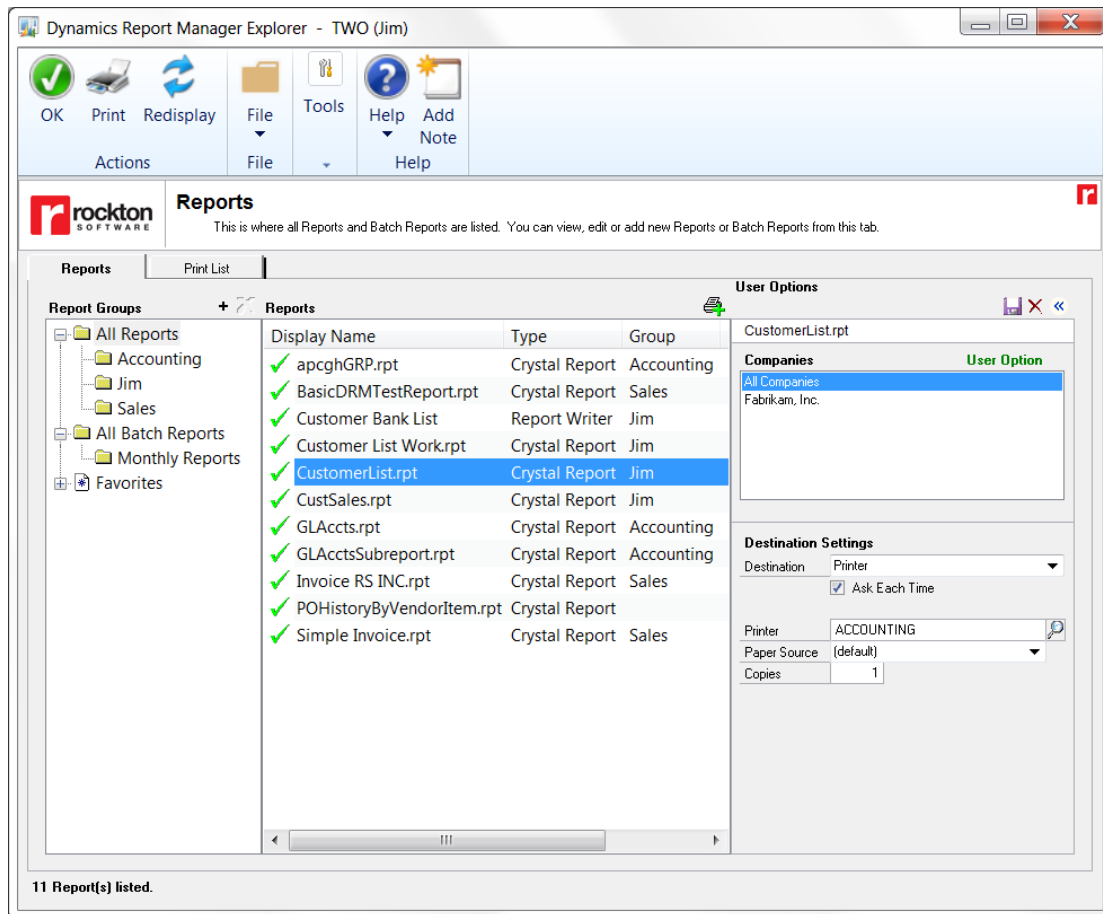 Dynamics Report Manager Explorer - TWO (Jim)
OK Print Redisplay File Tools Help Add Note
Actions File Help
rockton SOFTWARE
Reports
This is where all Reports and Batch Reports are listed. You can view, edit or add new Reports or Batch Reports from this tab.
Reports Print List
Report Groups
All Reports
Accounting
Jim
Sales
All Batch Reports
Monthly Reports
Favorites
Reports
Display Name Type Group
apcghGRP.rpt Crystal Report Accounting
BasicDRMTestReport.rpt Crystal Report Sales
Customer Bank List Report Writer Jim
Customer List Work.rpt Crystal Report Jim
CustomerList.rpt Crystal Report Jim
CustSales.rpt Crystal Report Jim
GLAccts.rpt Crystal Report Accounting
GLAcctsSubreport.rpt Crystal Report Accounting
Invoice RS INC.rpt Crystal Report Sales
POHistoryByVendorItem.rpt Crystal Report
Simple Invoice.rpt Crystal Report Sales
User Options
CustomerList.rpt
Companies User Option
All Companies
Fabrikam, Inc.
Destination Settings
Destination Printer
Ask Each Time
Printer ACCOUNTING
Paper Source (default)
Copies 1
11 Report(s) listed.